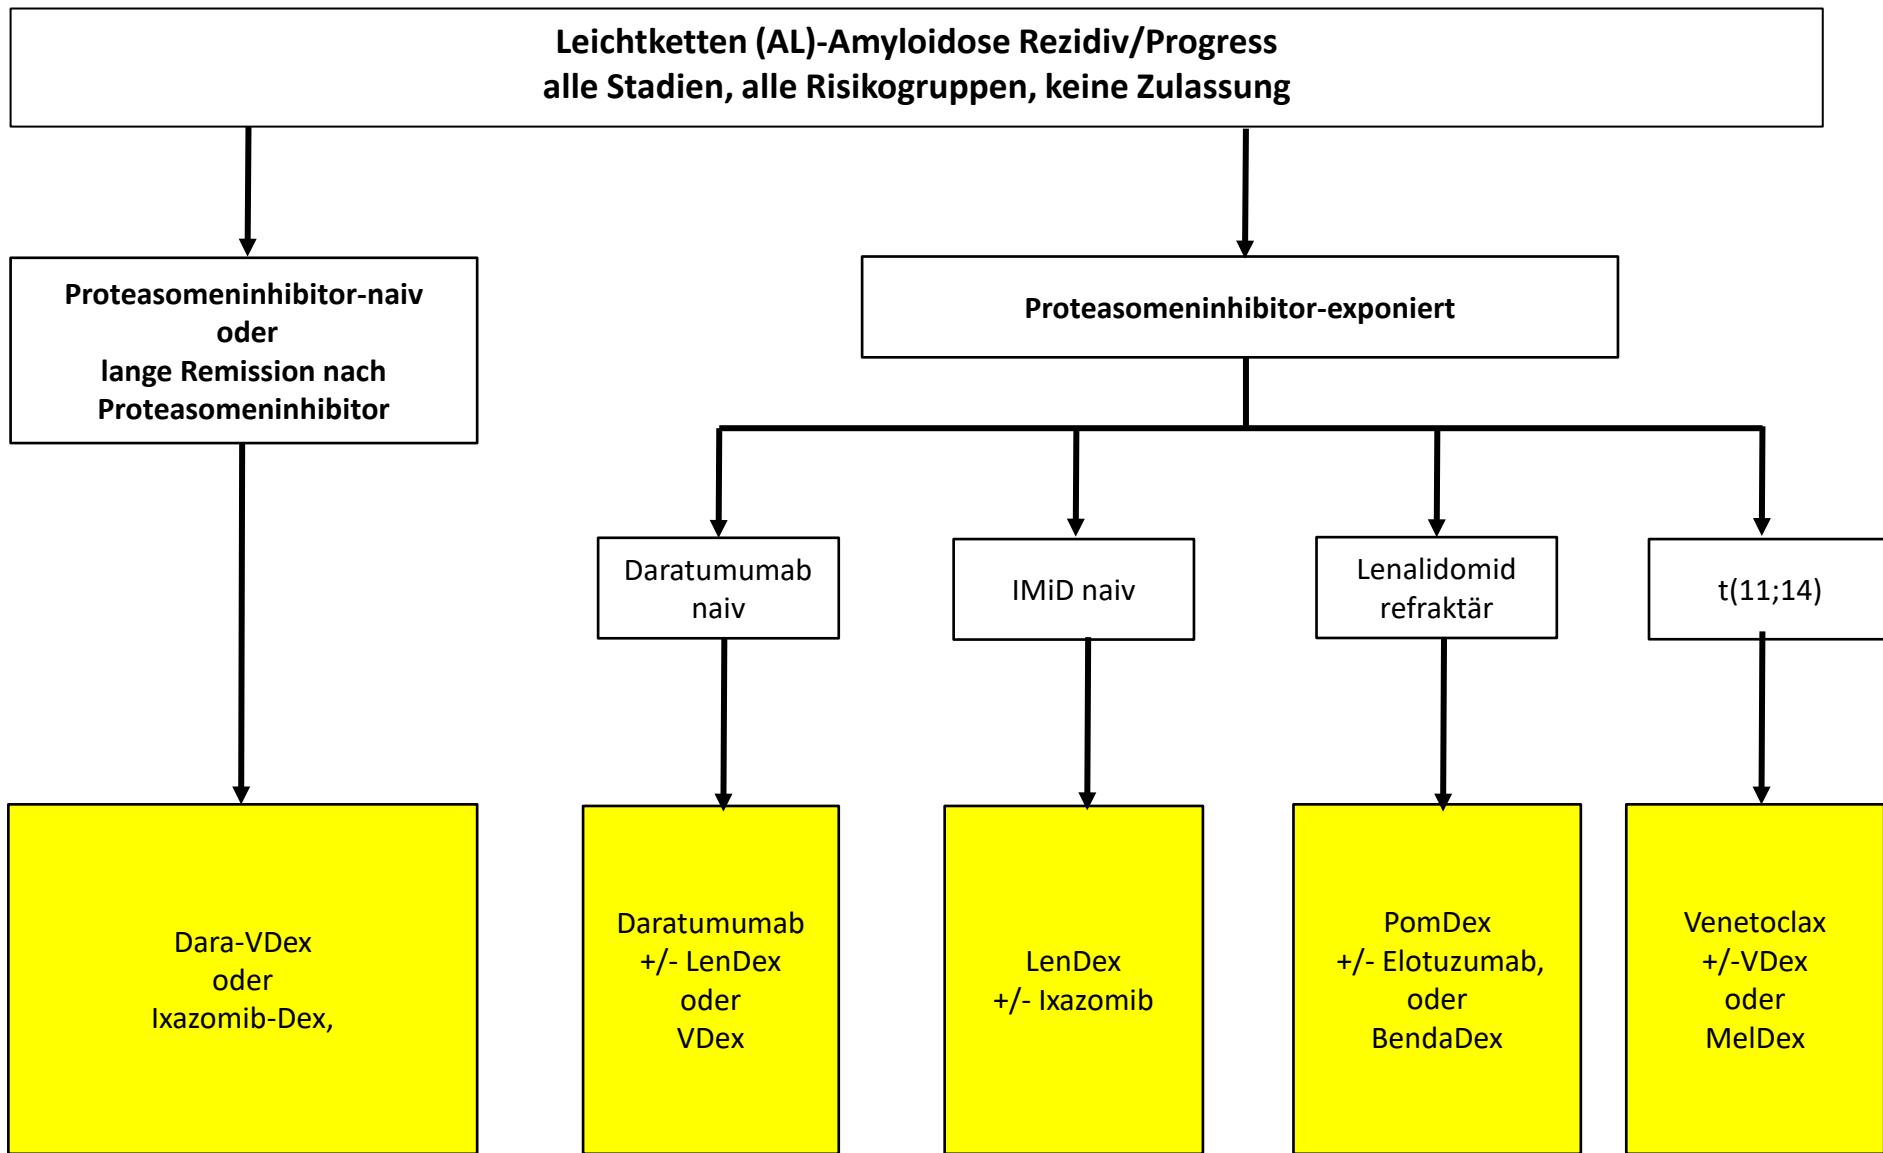 Leichtketten (AL)-Amyloidose Rezidiv/Progress
alle Stadien, alle Risikogruppen, keine Zulassung
Proteasomeninhibitor-naiv
oder
lange Remission nach
Proteasomeninhibitor
Proteasomeninhibitor-exponiert
Daratumumab
naiv
IMiD naiv
Lenalidomid
refraktär
t(11;14)
Dara-VDex
oder
Ixazomib-Dex,
Daratumumab
+/- LenDex
oder
VDex
LenDex
+/- Ixazomib
PomDex
+/- Elotuzumab,
oder
BendaDex
Venetoclax
+/-VDex
oder
MelDex